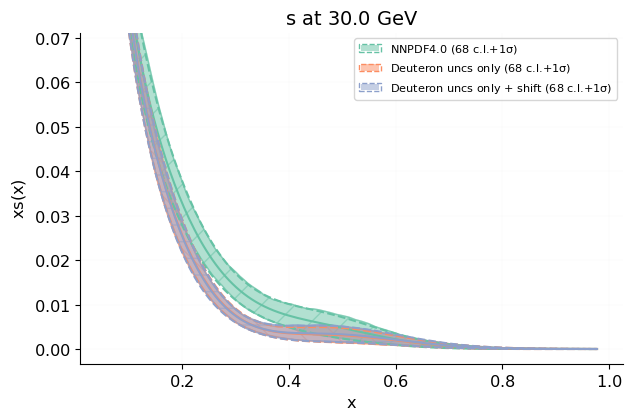 s at 30.0 GeV
NNPDF4.0 (68 c.l.+1σ)
Deuteron uncs only (68 c.l.+1σ)
Deuteron uncs only + shift (68 c.l.+1σ)
xs(x)
0.07
0.06
0.05
0.04
0.03
0.02
0.01
0.00
0.2 0.4 0.6 0.8 1.0
x